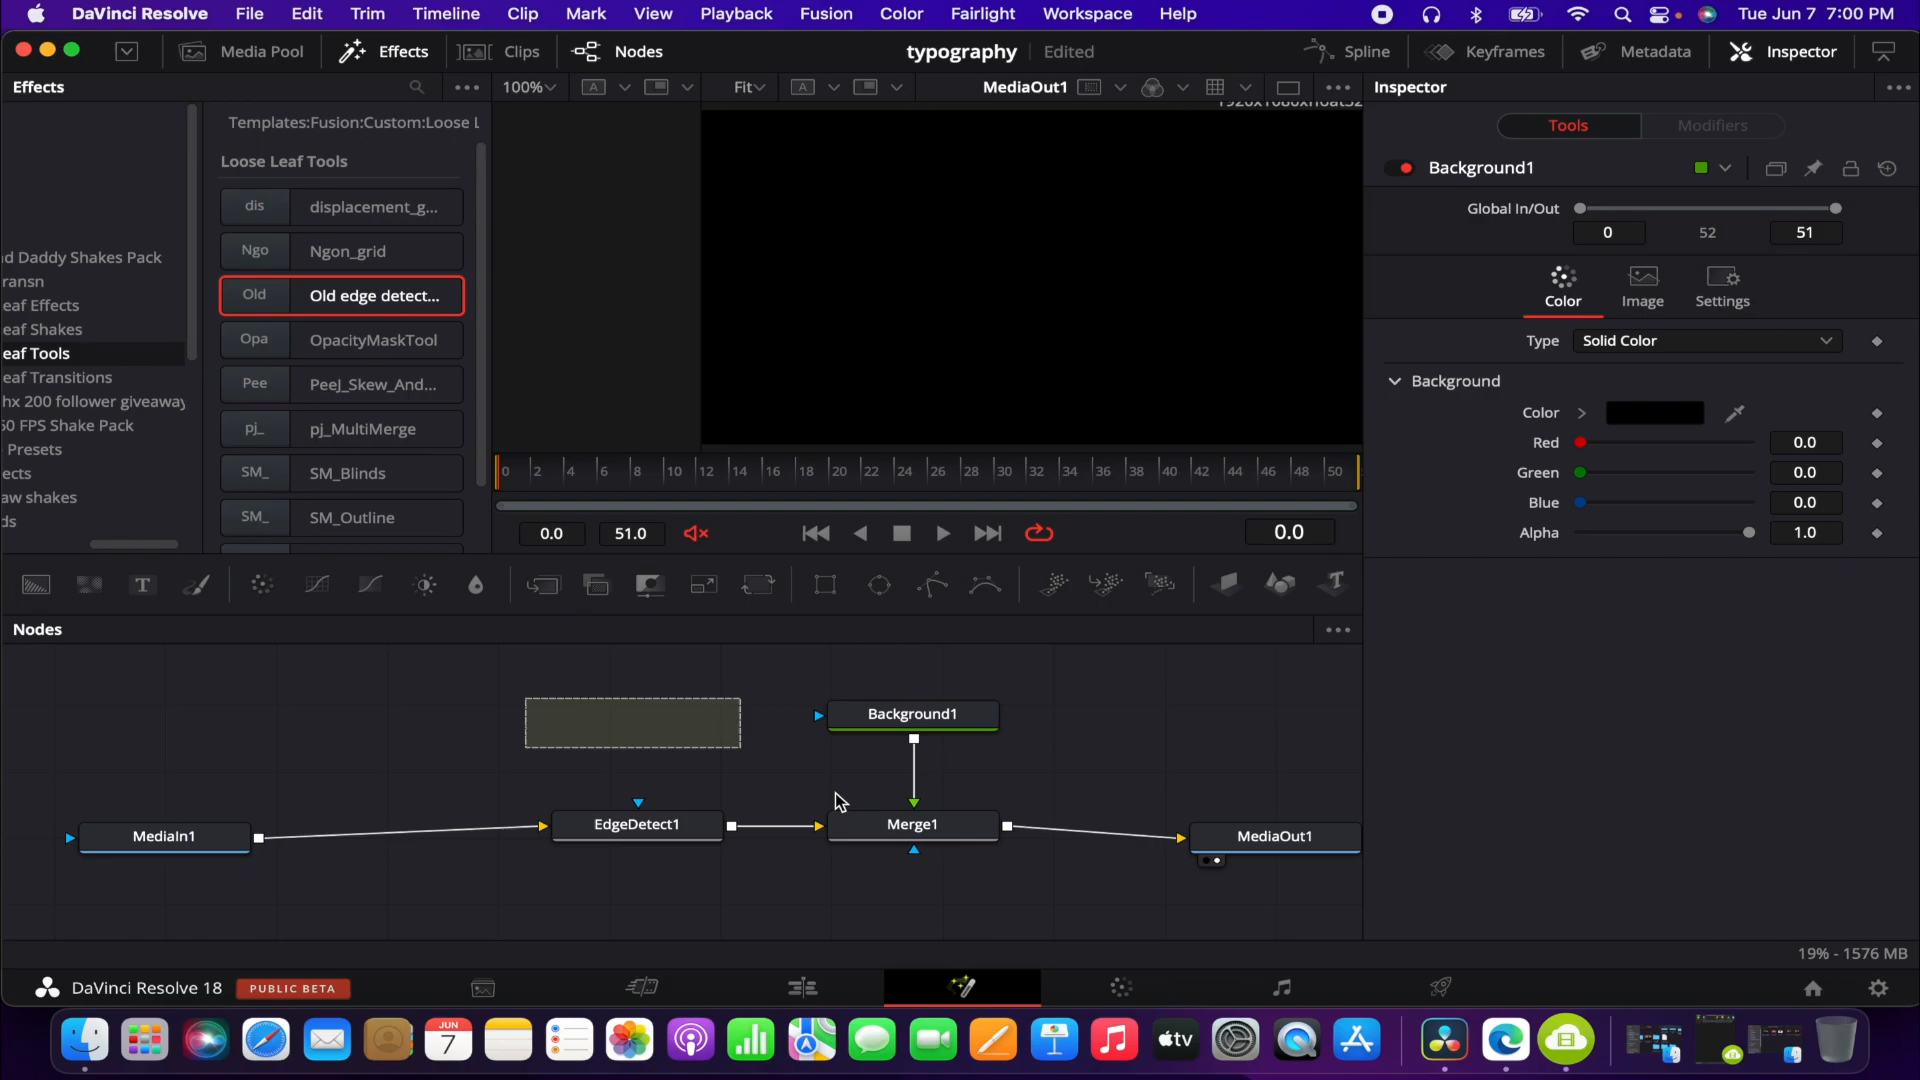 DaVinci Resolve File Edit Trim Timeline Clip Mark View Playback Fusion Color Fairlight Workspace Help Tue Jun 7 7:00 PM
Media Pool Effects Clips Nodes typography Edited Spline Keyframes Metadata Inspector
Effects 100% A Fit A MediaOut1 Inspector
Templates:Fusion:Custom:Loose L
Tools Modifiers
Loose Leaf Tools
Background1
dis displacement_g...
Global In/Out
0 52 51
Ngo Ngon_grid
d Daddy Shakes Pack
ransn
Old Old edge detect...
eaf Effects
Color Image Settings
eaf Shakes
Opa OpacityMaskTool
Type Solid Color
eaf Tools
eaf Transitions
Pee PeeJ_Skew_And...
Background
hx 200 follower giveaway
Color
60 FPS Shake Pack
pj_ pj_MultiMerge
Red 0.0
Presets
ects
SM_ SM_Blinds
0 2 4 6 8 10 12 14 16 18 20 22 24 26 28 30 32 34 36 38 40 42 44 46 48 50
Green 0.0
aw shakes
Blue 0.0
ds
SM_ SM_Outline
0.0 51.0 0.0
Alpha 1.0
T T
Nodes
Background1
EdgeDetect1 Merge1
MediaIn1 MediaOut1
19% - 1576 MB
DaVinci Resolve 18 PUBLIC BETA
JUN
7
tv